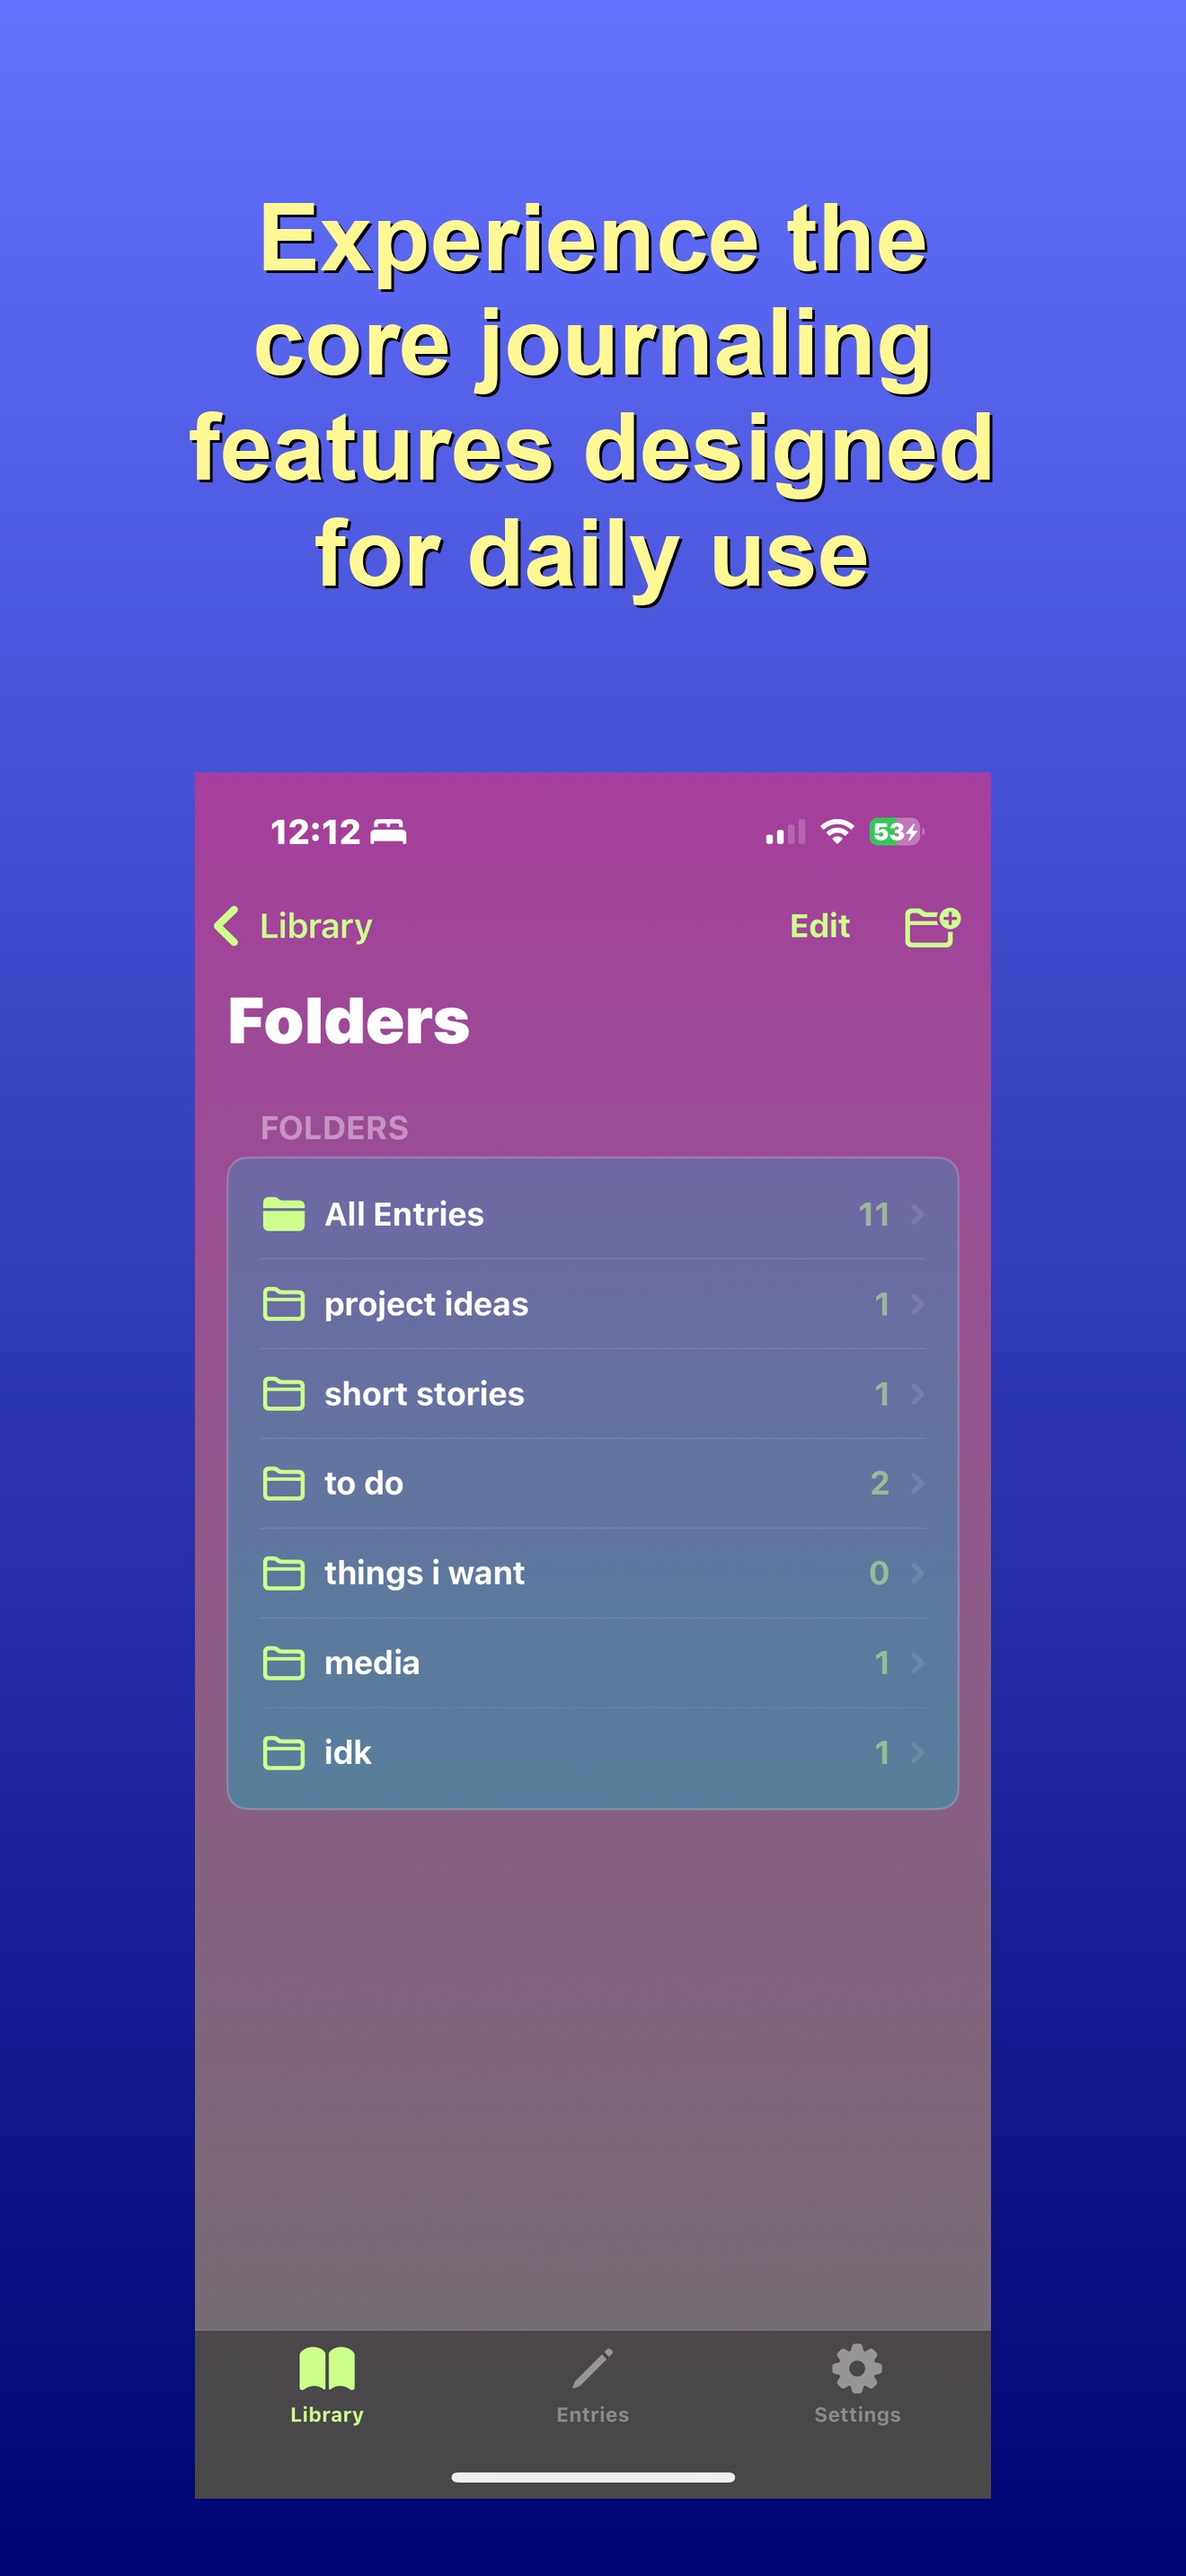 Experience the
core journaling
features designed
for daily use
12:12 53
Library Edit
Folders
FOLDERS
All Entries 11
project ideas 1
short stories 1
to do 2
things i want 0
media 1
idk 1
Library Entries Settings